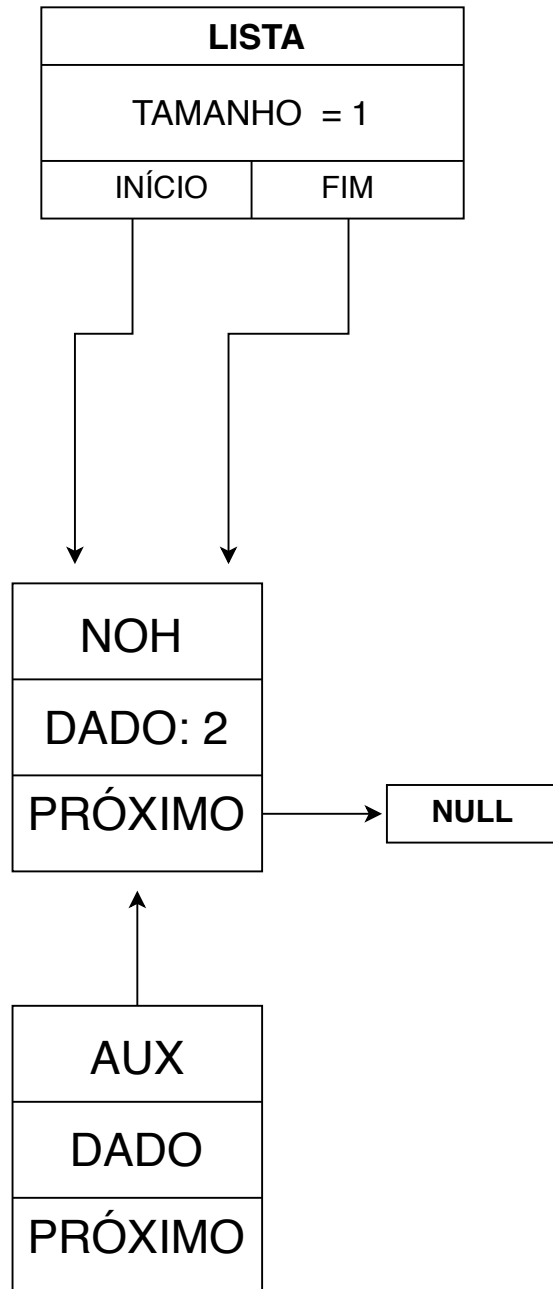 LISTA
TAMANHO = 1
INÍCIO FIM
NOH
DADO: 2
PRÓXIMO NULL
AUX
DADO
PRÓXIMO